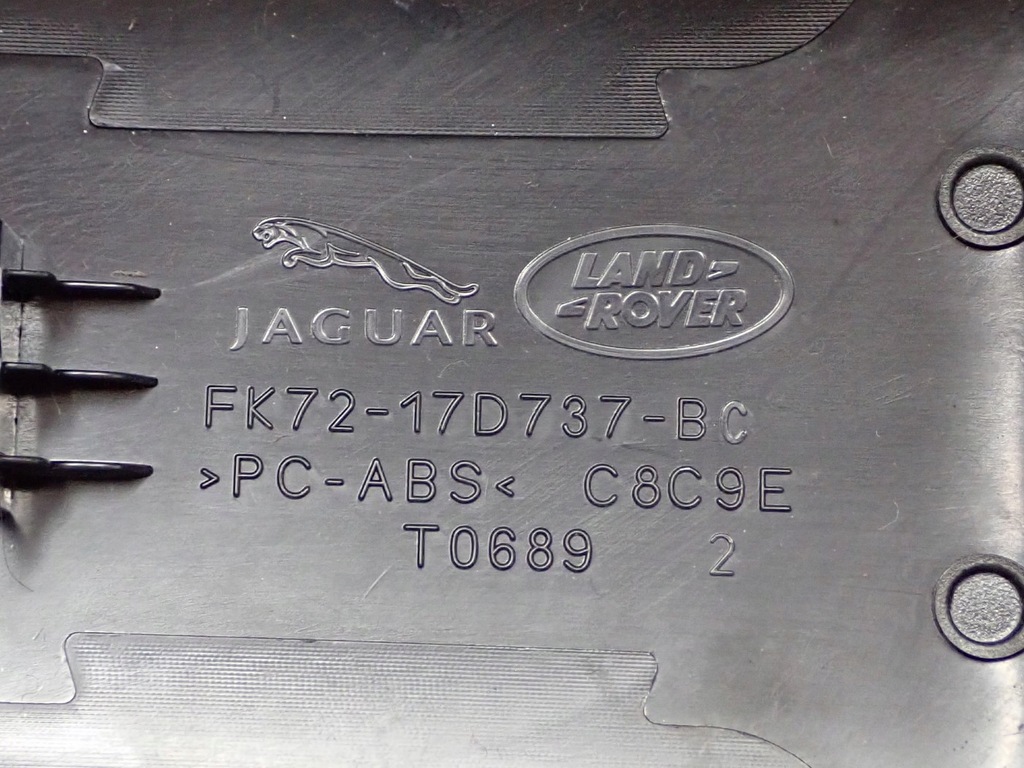 JAGUAR
LAND
ROVER
FK72-17D737-BC
>PC-ABS< C8C9E
T0689 2